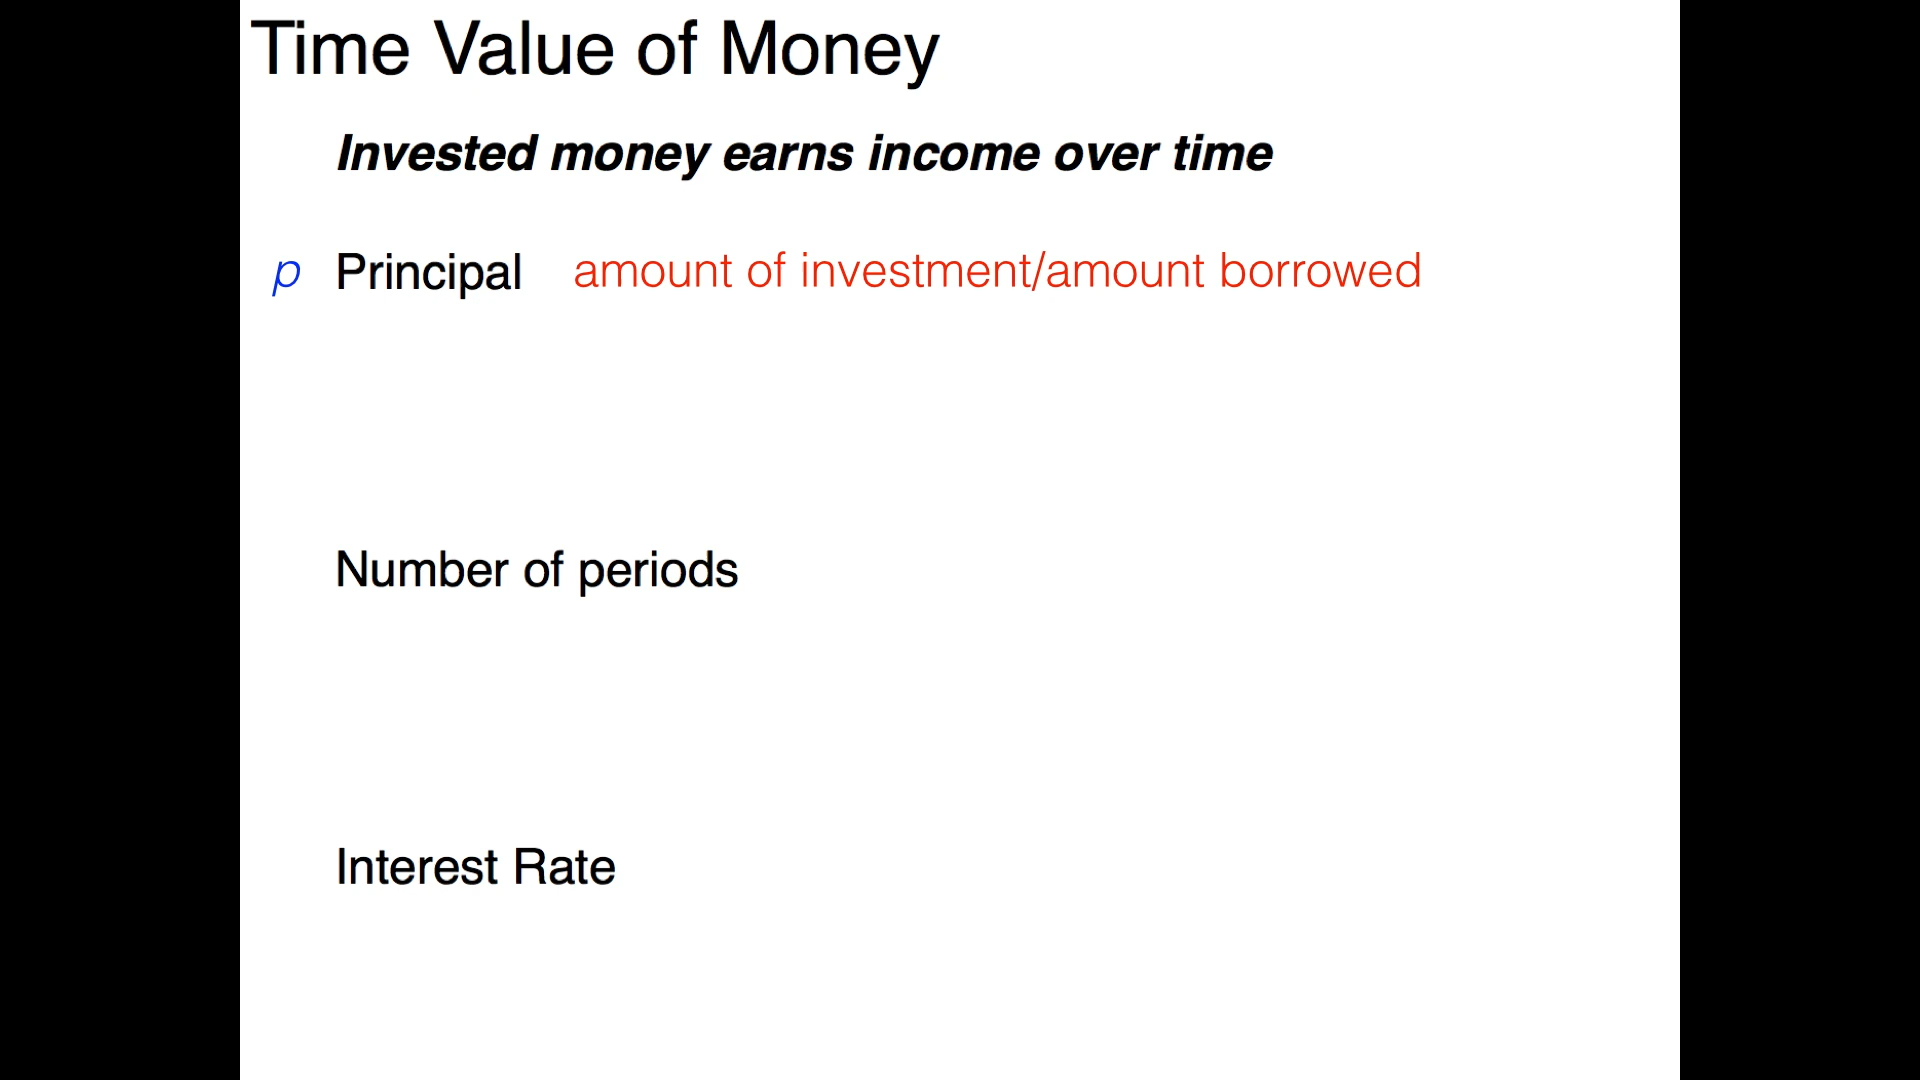 Time Value of Money
Invested money earns income over time
p Principal amount of investment/amount borrowed
Number of periods
Interest Rate